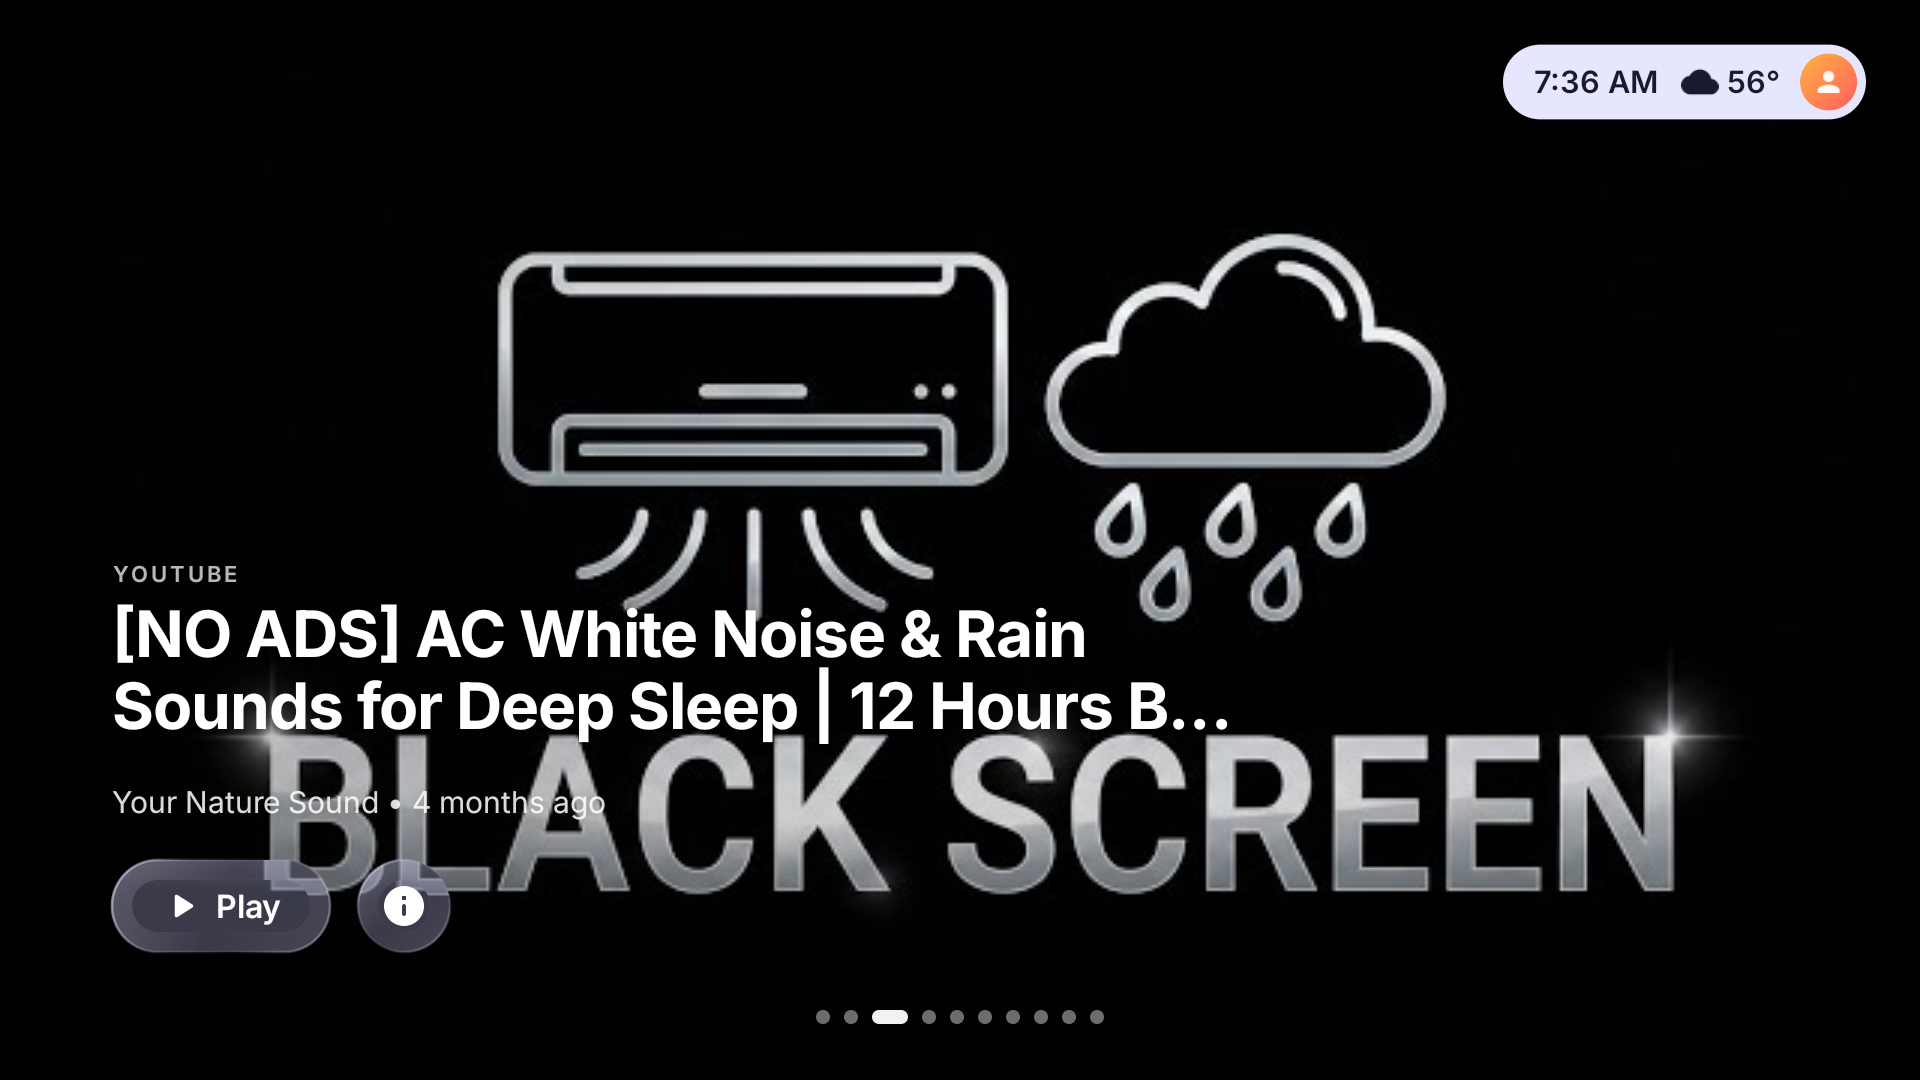 7:36 AM 56°
YOUTUBE
[NO ADS] AC White Noise & Rain
Sounds for Deep Sleep | 12 Hours B...
BLACK SCREEN
Your Nature Sound • 4 months ago
Play